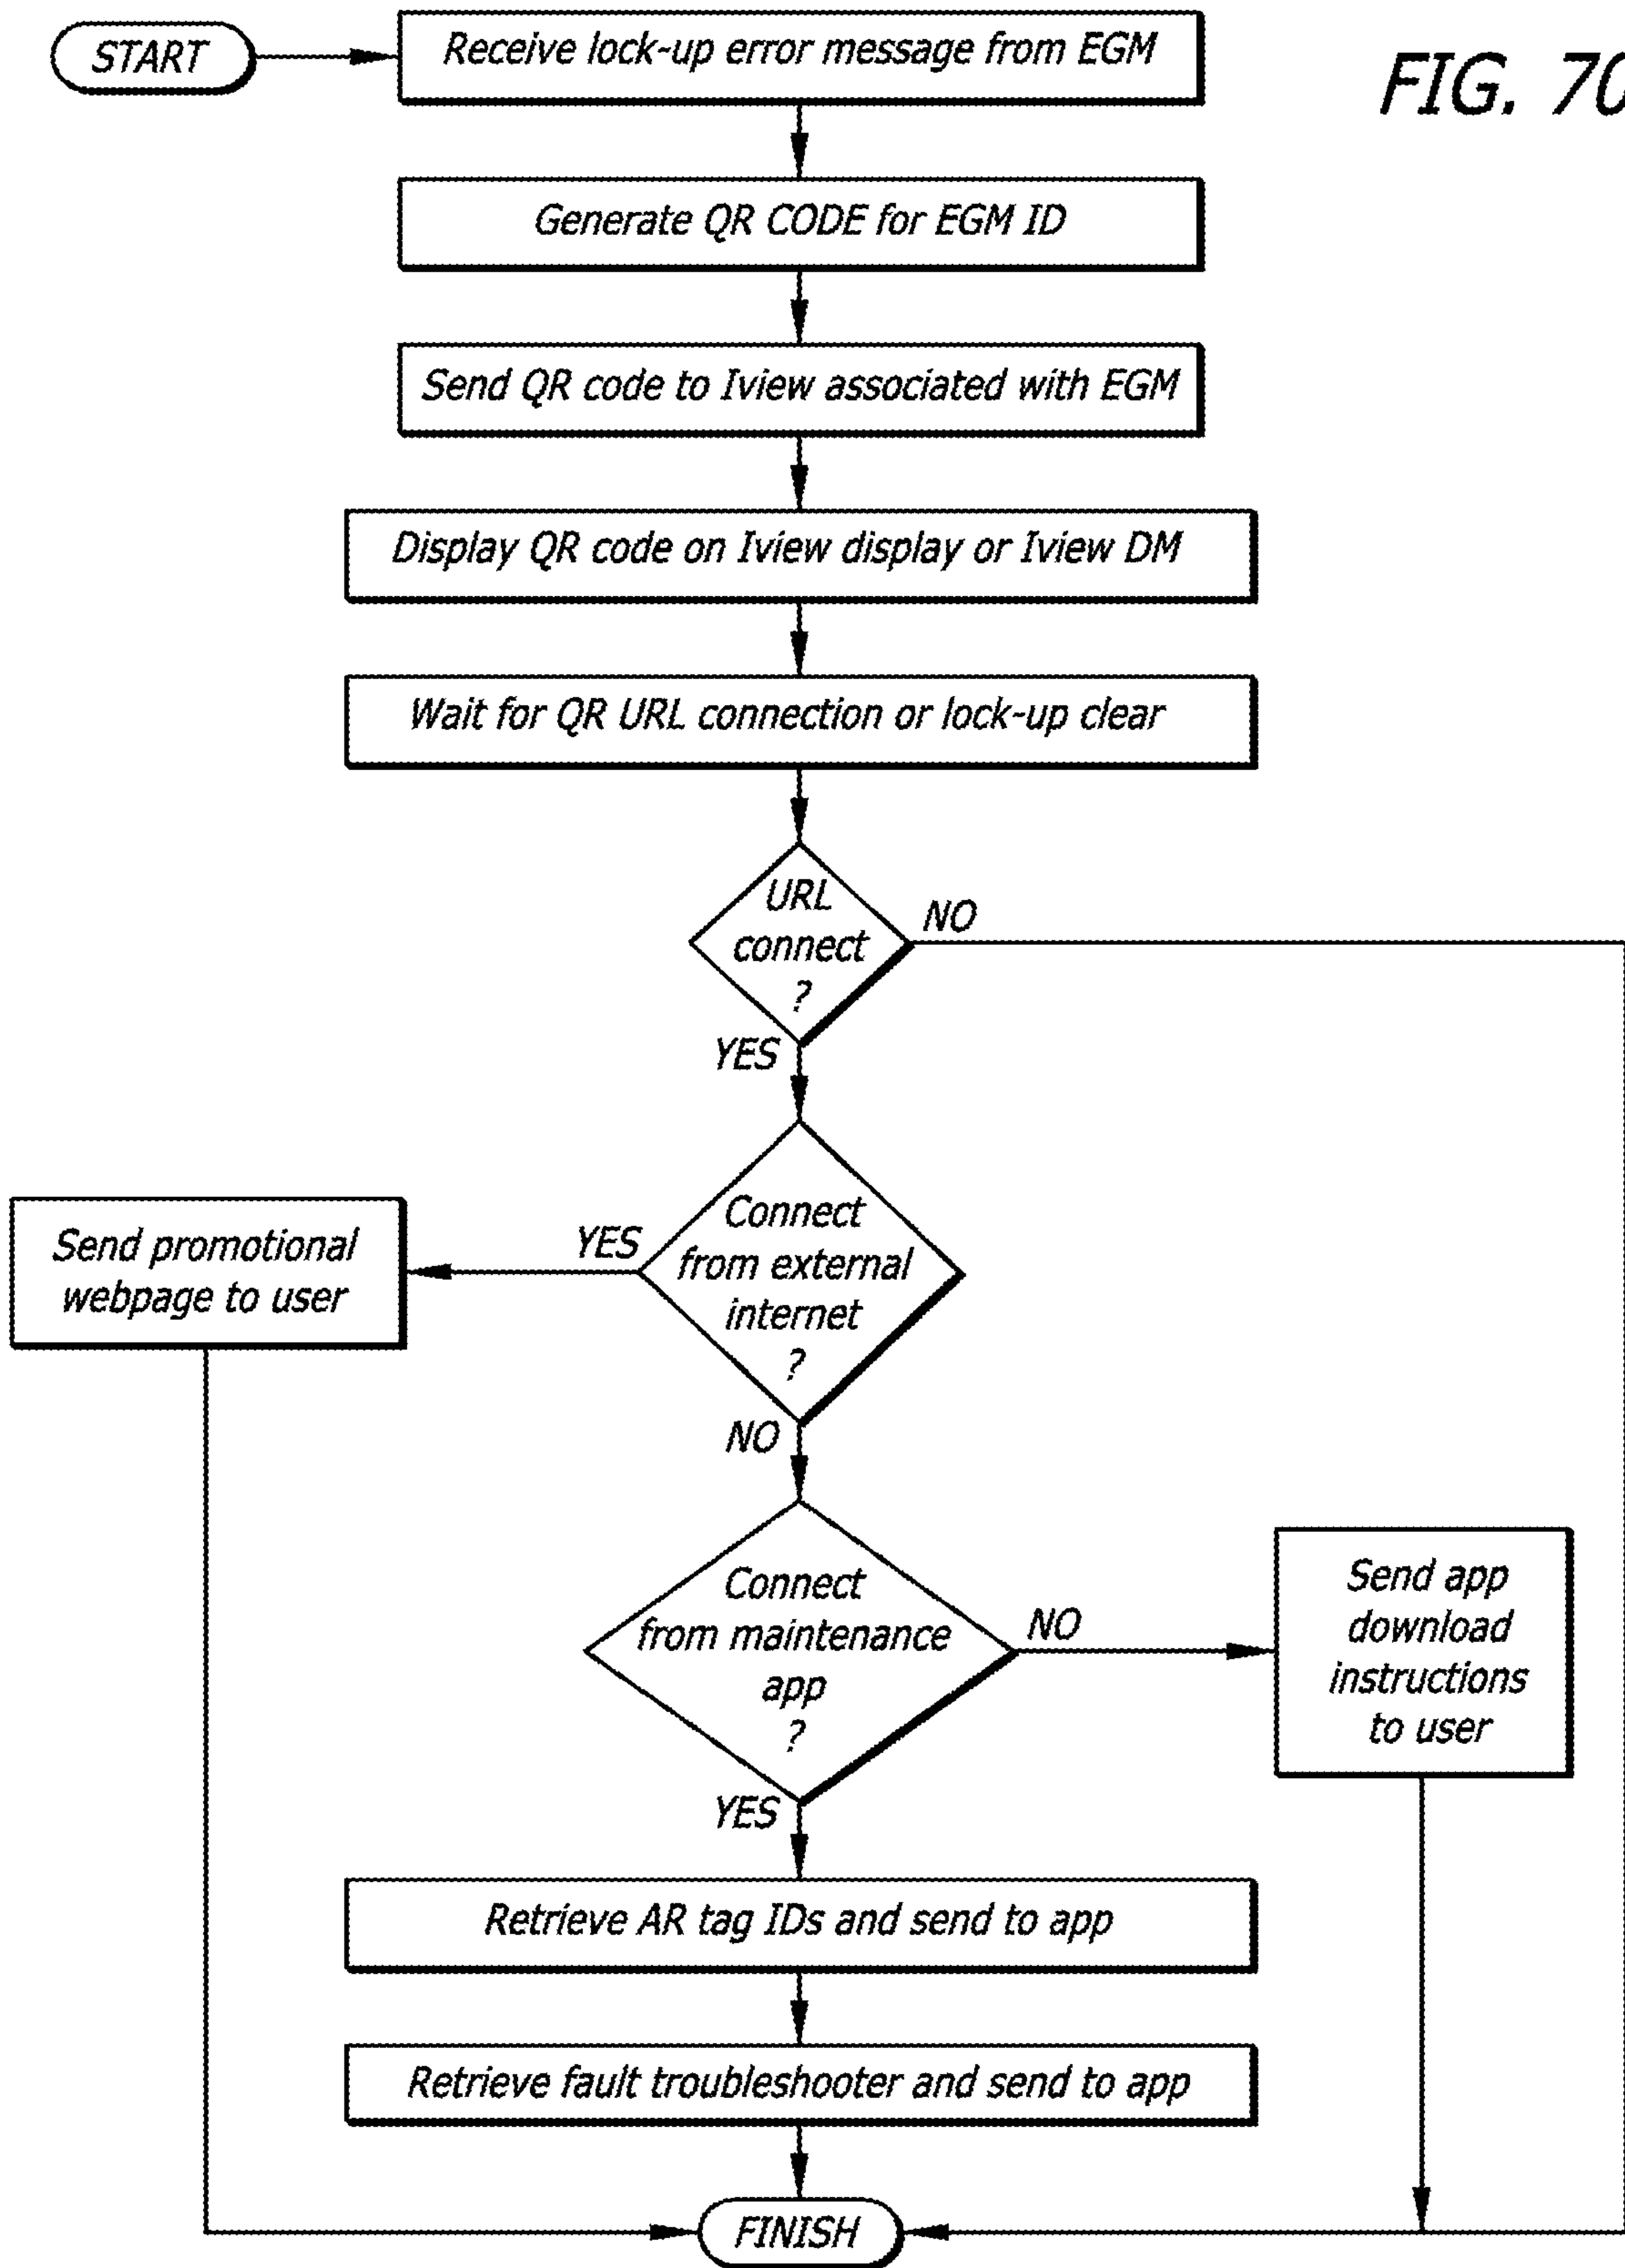 START
Receive lock-up error message from EGM
FIG. 70
Generate QR CODE for EGM ID
Send QR code to Iview associated with EGM
Display QR code on Iview display or Iview DM
Wait for QR URL connection or lock-up clear
URL
connect
?
NO
YES
Connect
from external
internet
?
YES
Send promotional
webpage to user
NO
Connect
from maintenance
app
?
NO
Send app
download
instructions
to user
YES
Retrieve AR tag IDs and send to app
Retrieve fault troubleshooter and send to app
FINISH